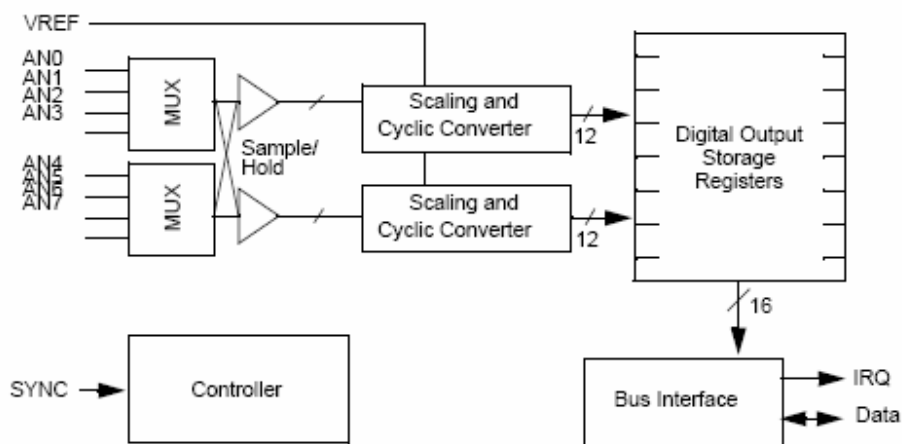 VREF
AN0
AN1
AN2
AN3
MUX
Sample/
Hold
Scaling and
Cyclic Converter
12
Digital Output
Storage
Registers
AN4
AN5
AN6
AN7
MUX
Scaling and
Cyclic Converter
12
16
SYNC
Controller
Bus Interface
IRQ
Data